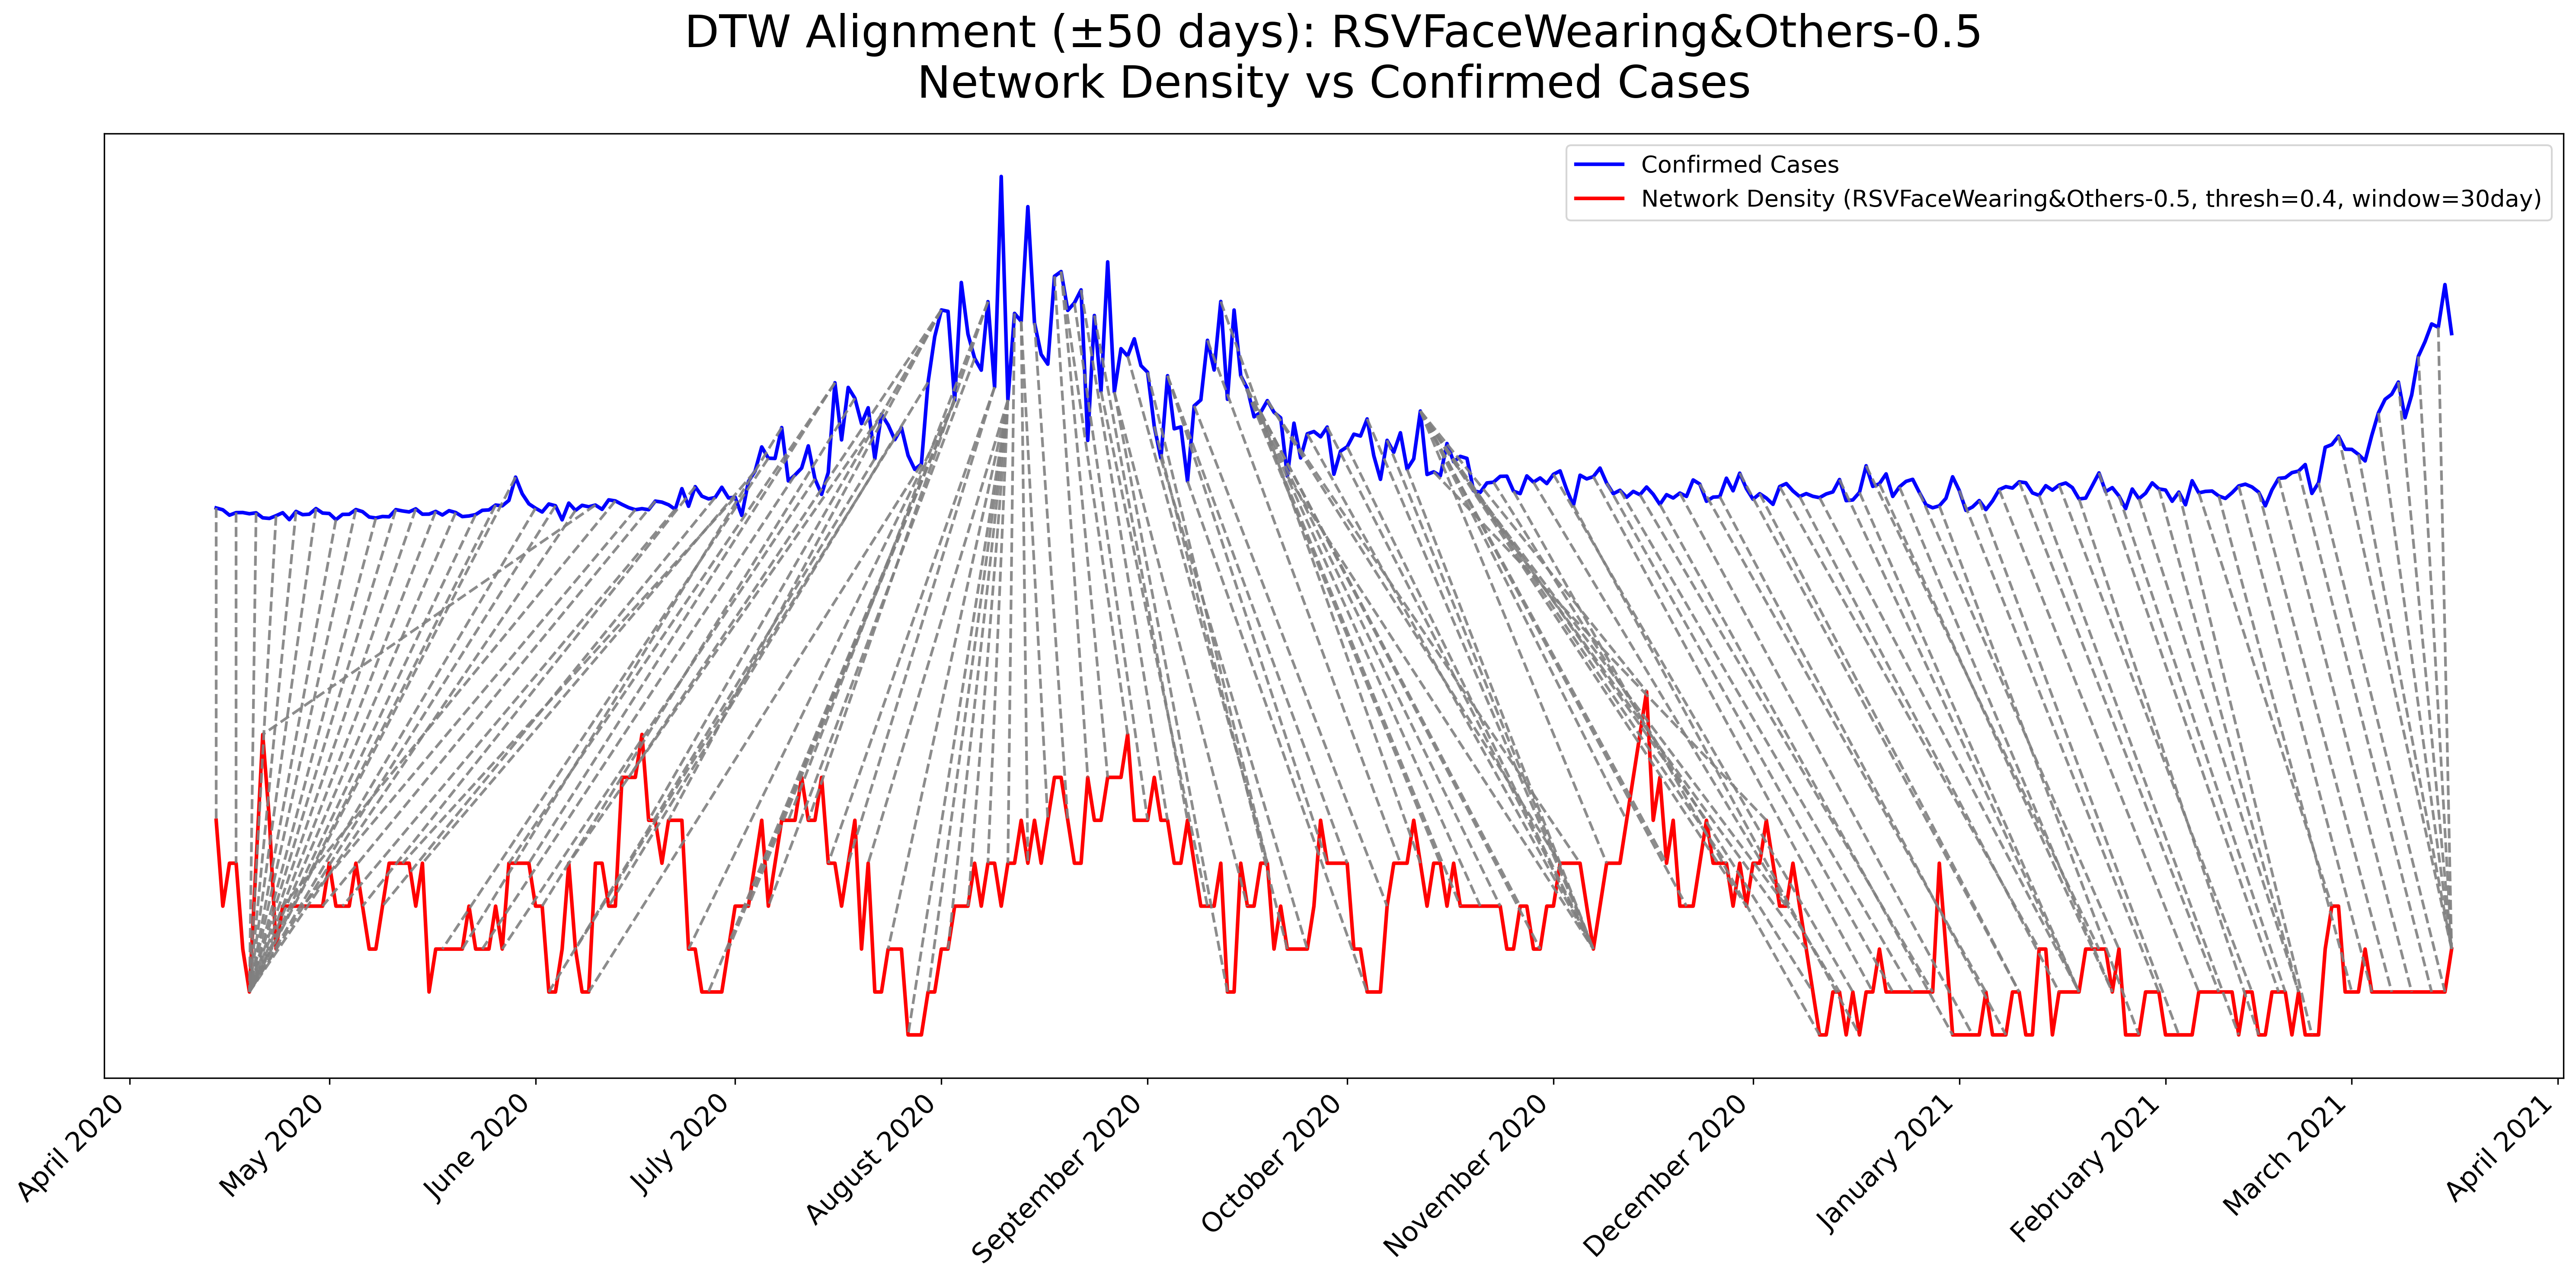 DTW Alignment (±50 days): RSVFaceWearing&Others-0.5
Network Density vs Confirmed Cases
Confirmed Cases
Network Density (RSVFaceWearing&Others-0.5, thresh=0.4, window=30day)
April 2020
May 2020
June 2020
July 2020
August 2020
September 2020
October 2020
November 2020
December 2020
January 2021
February 2021
March 2021
April 2021